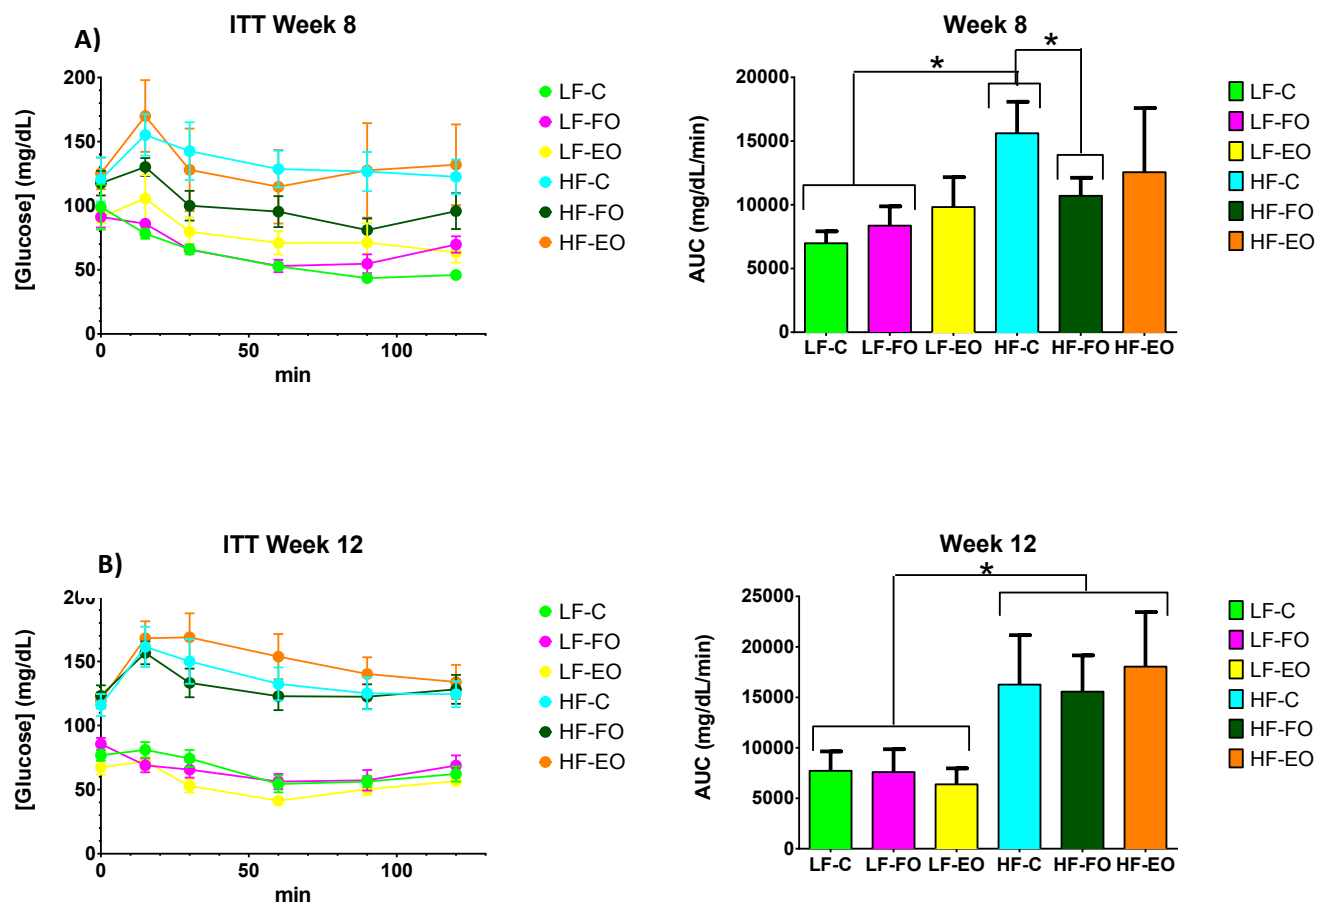 A)
ITT Week 8
[Glucose] (mg/dL)
200
150
100
50
0
0 50 100
min
LF-C
LF-FO
LF-EO
HF-C
HF-FO
HF-EO
Week 8
*
*
AUC (mg/dL/min)
20000
15000
10000
5000
0
LF-C LF-FO LF-EO HF-C HF-FO HF-EO
LF-C
LF-FO
LF-EO
HF-C
HF-FO
HF-EO
B)
ITT Week 12
[Glucose] (mg/dL)
200
150
100
50
0
0 50 100
min
LF-C
LF-FO
LF-EO
HF-C
HF-FO
HF-EO
Week 12
*
AUC (mg/dL/min)
25000
20000
15000
10000
5000
0
LF-C LF-FO LF-EO HF-C HF-FO HF-EO
LF-C
LF-FO
LF-EO
HF-C
HF-FO
HF-EO